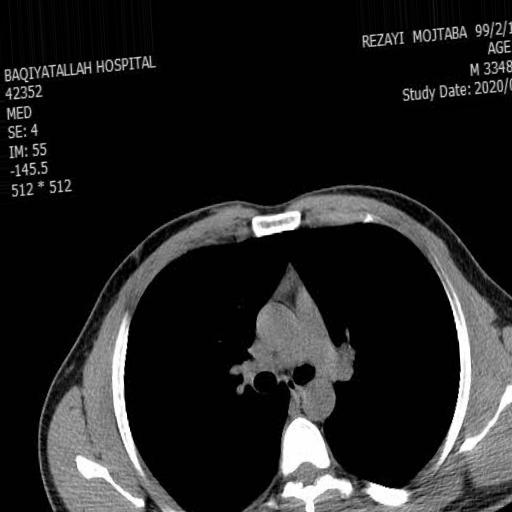 BAQIYATALLAH HOSPITAL
42352
MED
SE: 4
IM: 55
-145.5
512 * 512
REZAYI MOJTABA 99/2/1
AGE
M 3348
Study Date: 2020/0